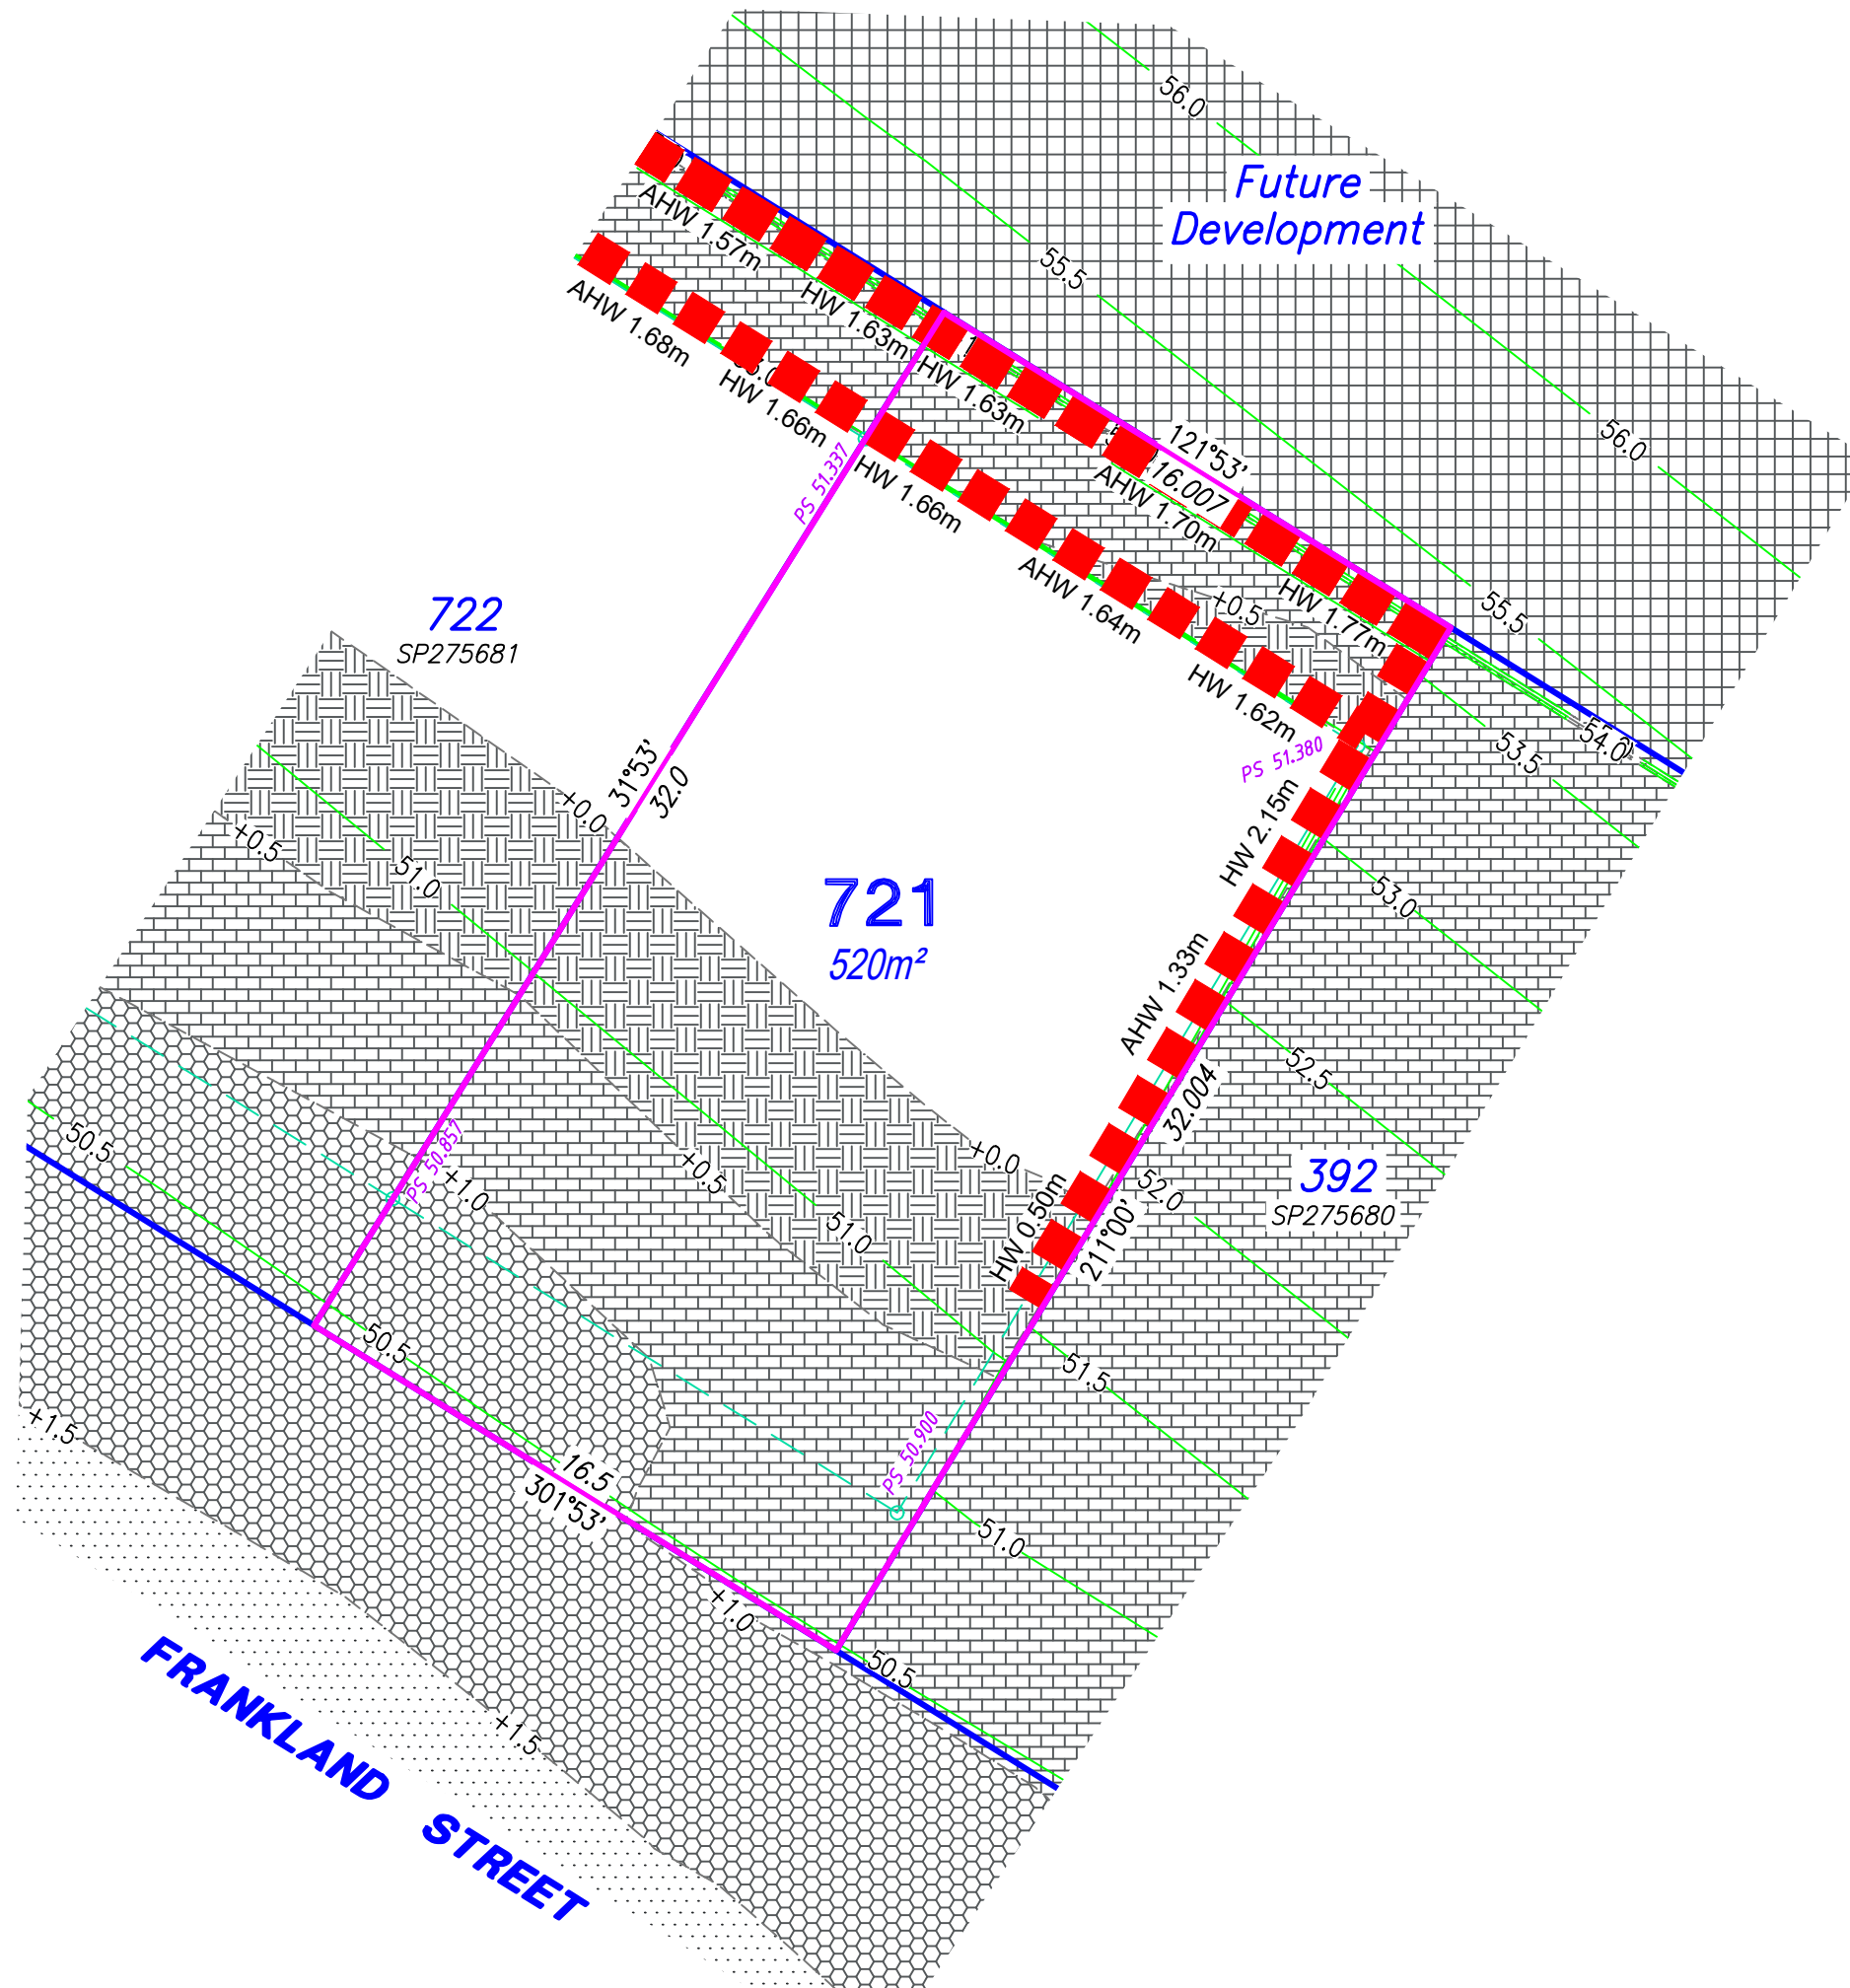 56.0
Future
Development
55.5
AHW 1.57m
HW 1.63m
AHW 1.68m
HW 1.63m
HW 1.66m
121°53'
16.007
56.0
PS 51.337
HW 1.66m
AHW 1.70m
AHW 1.64m
+0.5
HW 1.77m
55.5
722
SP275681
HW 1.62m
PS 51.380
53.5
54.0
31°53'
32.0
+0.0
+0.5
51.0
HW 2.15m
53.0
721
520m²
AHW 1.33m
52.5
32.004
50.5
PS 50.857
+1.0
+0.5
+0.0
52.0
392
SP275680
HW 0.50m
211°00'
51.0
50.5
51.5
+1.5
16.5
301°53'
PS 50.900
51.0
+1.0
50.5
FRANKLAND STREET
+1.5